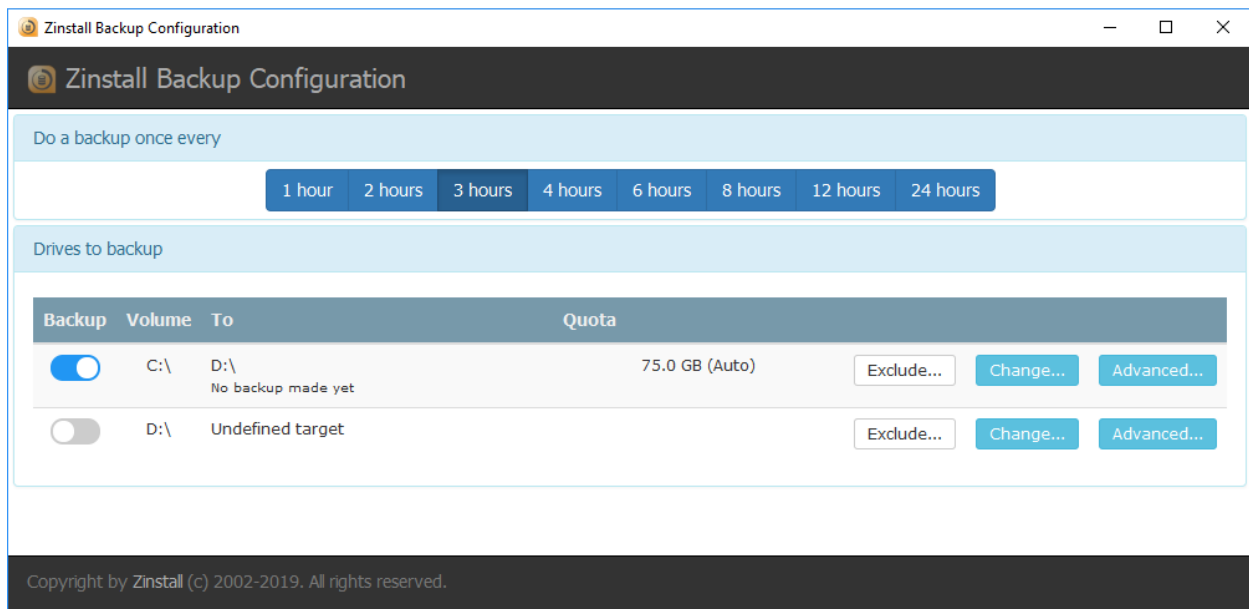 Zinstall Backup Configuration
Zinstall Backup Configuration
Do a backup once every
1 hour 2 hours 3 hours 4 hours 6 hours 8 hours 12 hours 24 hours
Drives to backup
Backup Volume To Quota
C:\ D:\ 75.0 GB (Auto) Exclude... Change... Advanced...
No backup made yet
D:\ Undefined target Exclude... Change... Advanced...
Copyright by Zinstall (c) 2002-2019. All rights reserved.